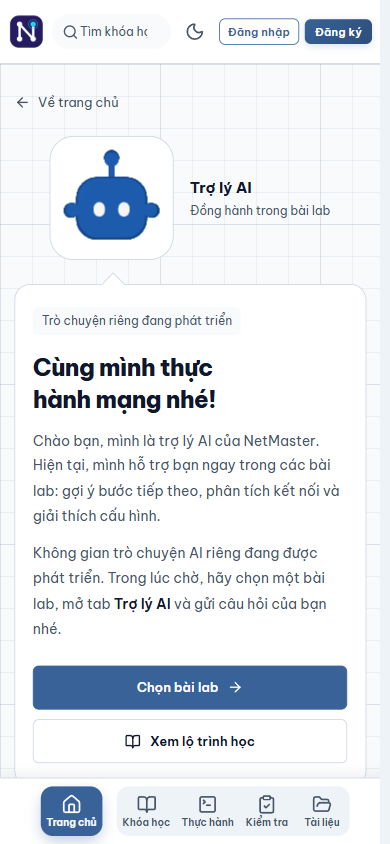 N
Tìm khóa họ
Đăng nhập
Đăng ký
Về trang chủ
Trợ lý AI
Đồng hành trong bài lab
Trò chuyện riêng đang phát triển
Cùng mình thực
hành mạng nhé!
Chào bạn, mình là trợ lý AI của NetMaster.
Hiện tại, mình hỗ trợ bạn ngay trong các bài
lab: gợi ý bước tiếp theo, phân tích kết nối và
giải thích cấu hình.
Không gian trò chuyện AI riêng đang được
phát triển. Trong lúc chờ, hãy chọn một bài
lab, mở tab Trợ lý AI và gửi câu hỏi của bạn
nhé.
Chọn bài lab
Xem lộ trình học
Trang chủ
Khóa học
Thực hành
Kiểm tra
Tài liệu